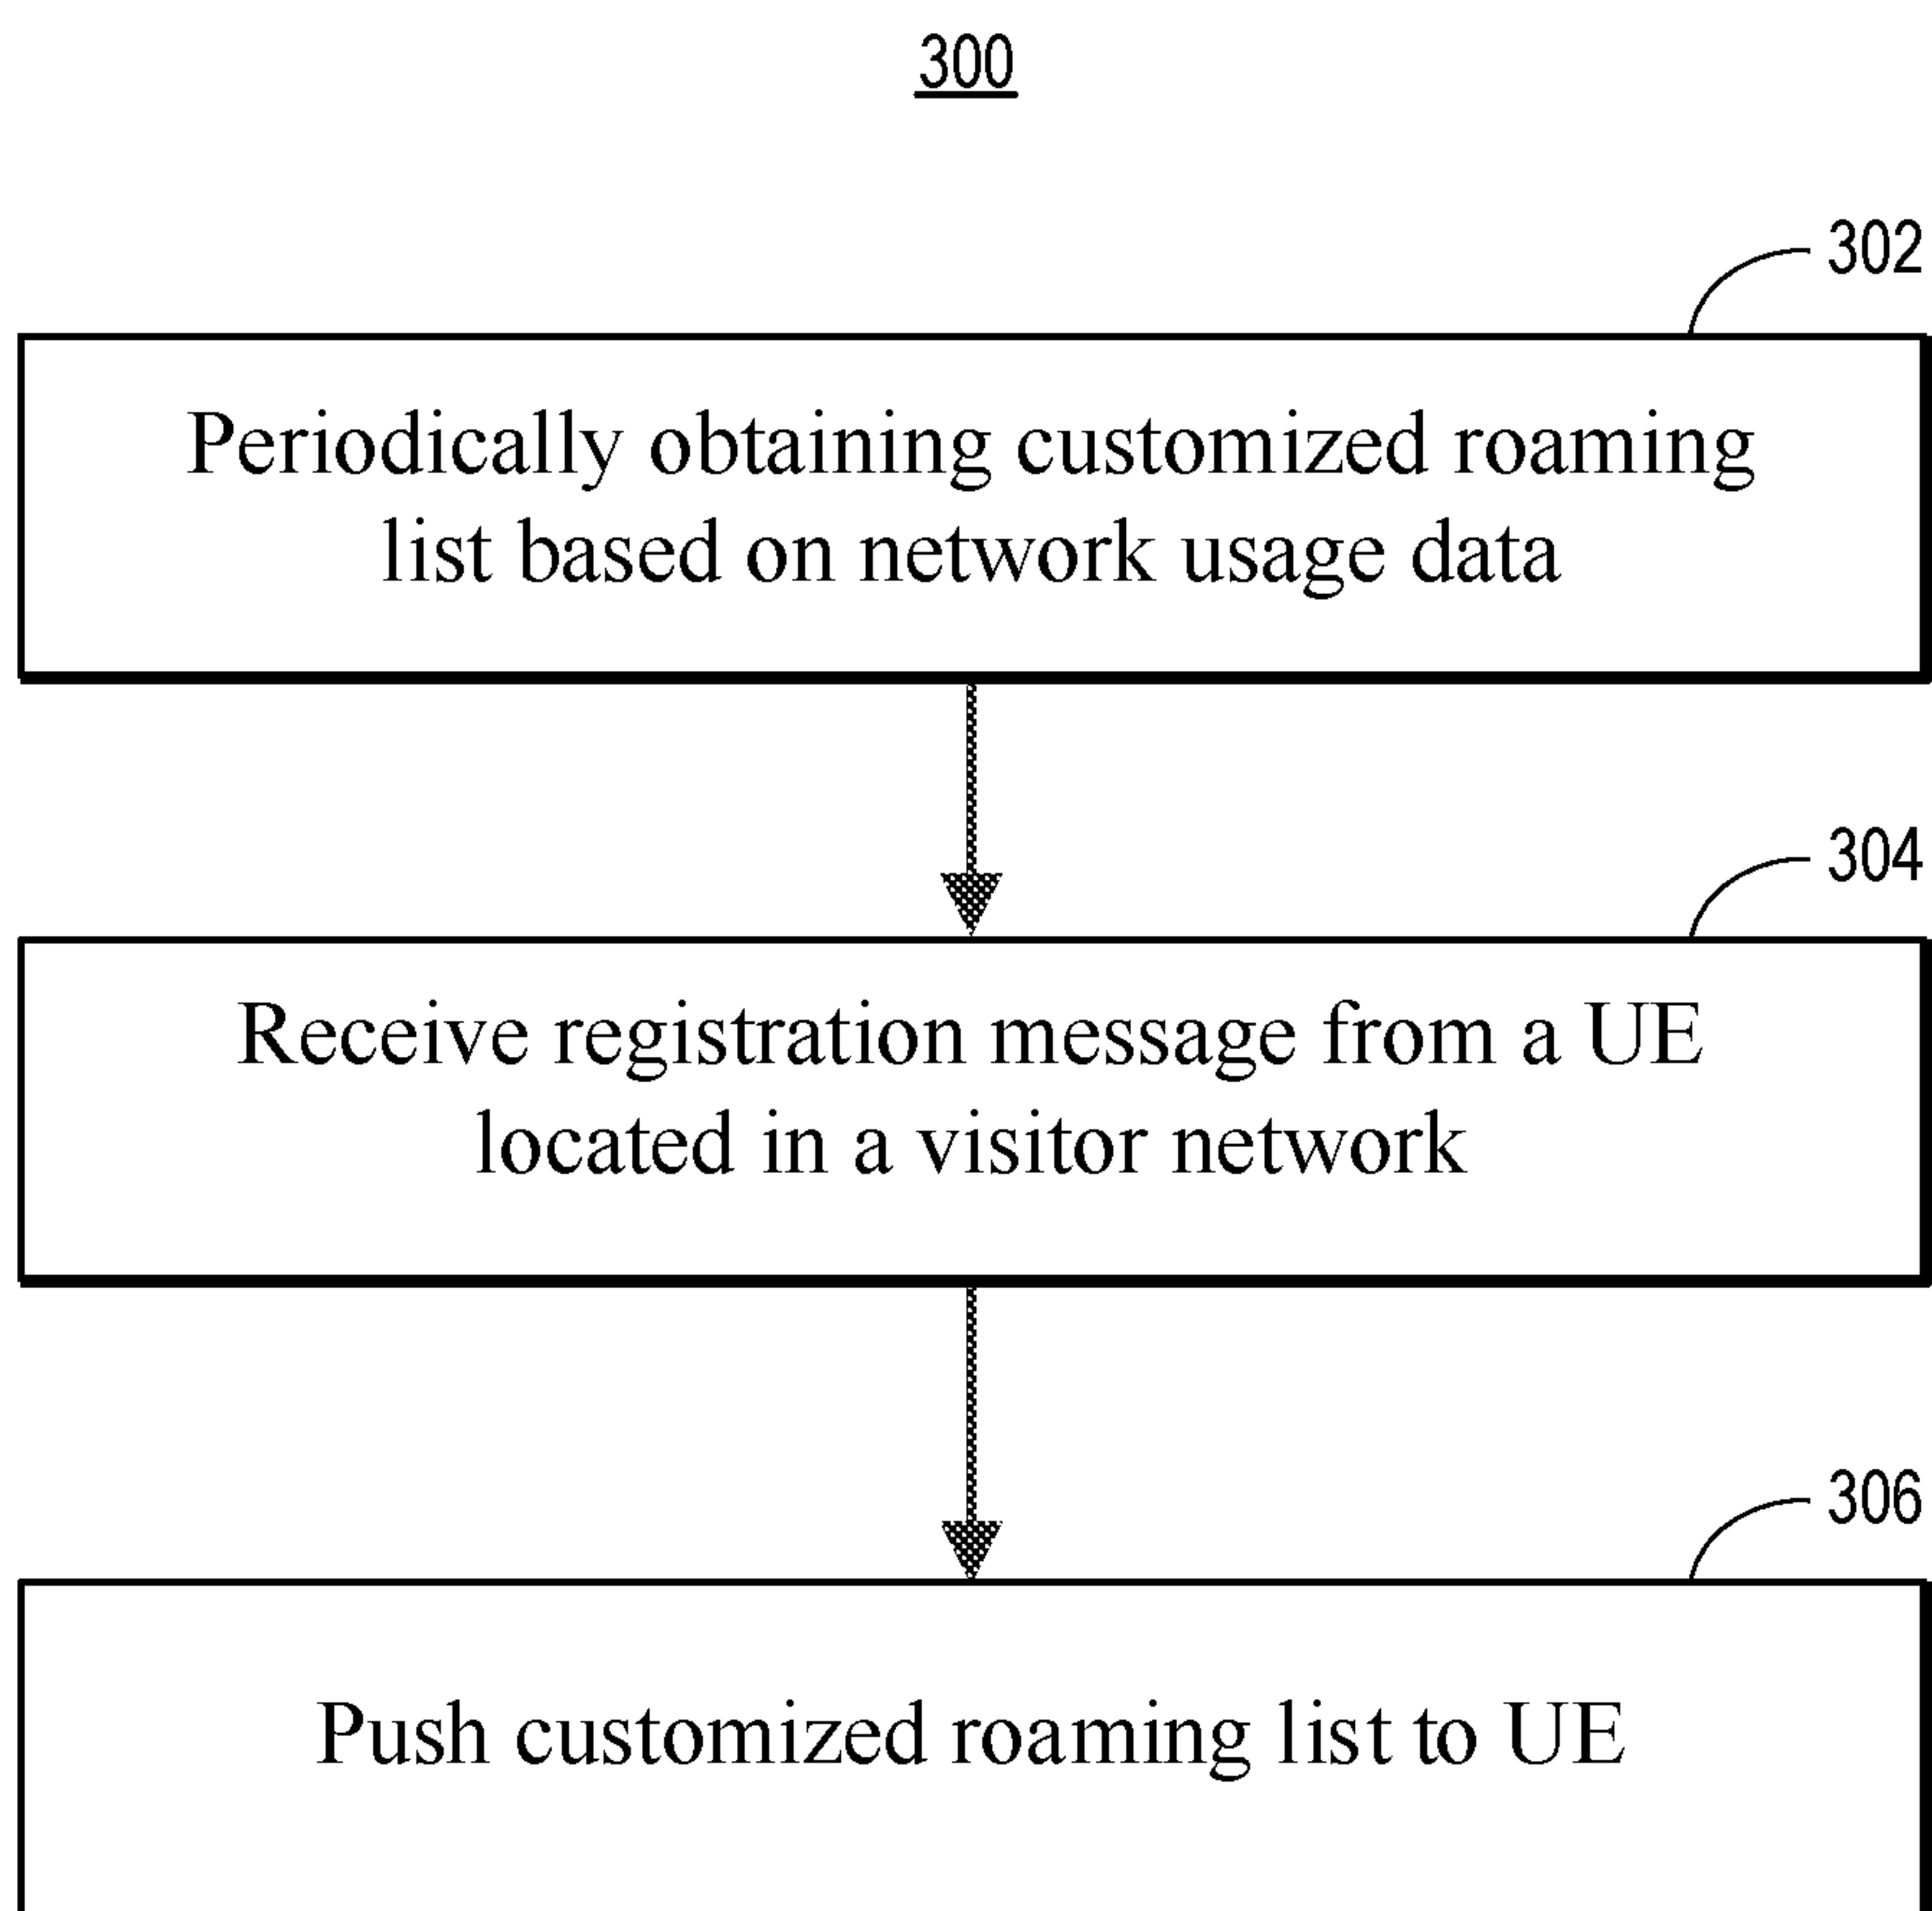 300
302
Periodically obtaining customized roaming
list based on network usage data
304
Receive registration message from a UE
located in a visitor network
306
Push customized roaming list to UE